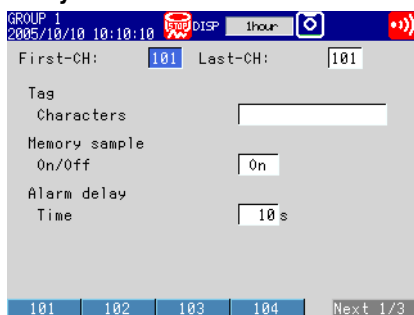 GROUP 1
2005/10/10 10:10:10 STOP DISP 1hour
First-CH: 101 Last-CH: 101
Tag
Characters
Memory sample
On/Off On
Alarm delay
Time 10 s
101 102 103 104 Next 1/3